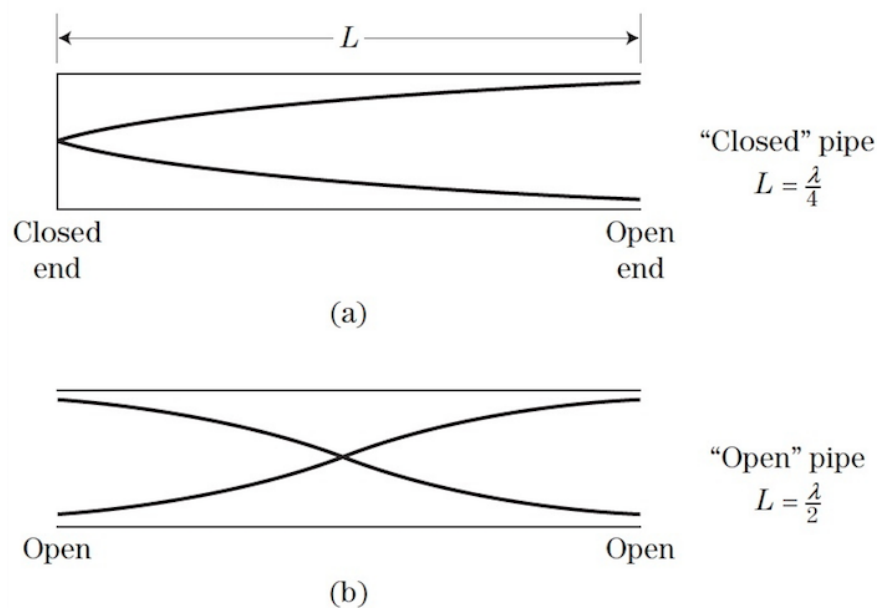 L
“Closed” pipe
L = λ/4
Closed
end
Open
end
(a)
“Open” pipe
L = λ/2
Open
Open
(b)